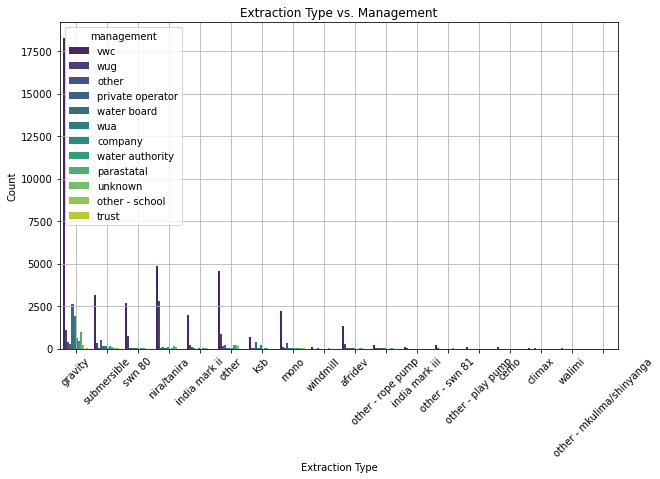 Extraction Type vs. Management
management
vwc
wug
other
private operator
water board
wua
company
water authority
parastatal
unknown
other - school
trust
Count
17500
15000
12500
10000
7500
5000
2500
0
gravity
submersible
swn 80
nira/tanira
india mark ii
other
ksb
mono
windmill
afridev
other - rope pump
india mark iii
other - swn 81
other - play pump
cemo
climax
walimi
other - mkulima/shinyanga
Extraction Type